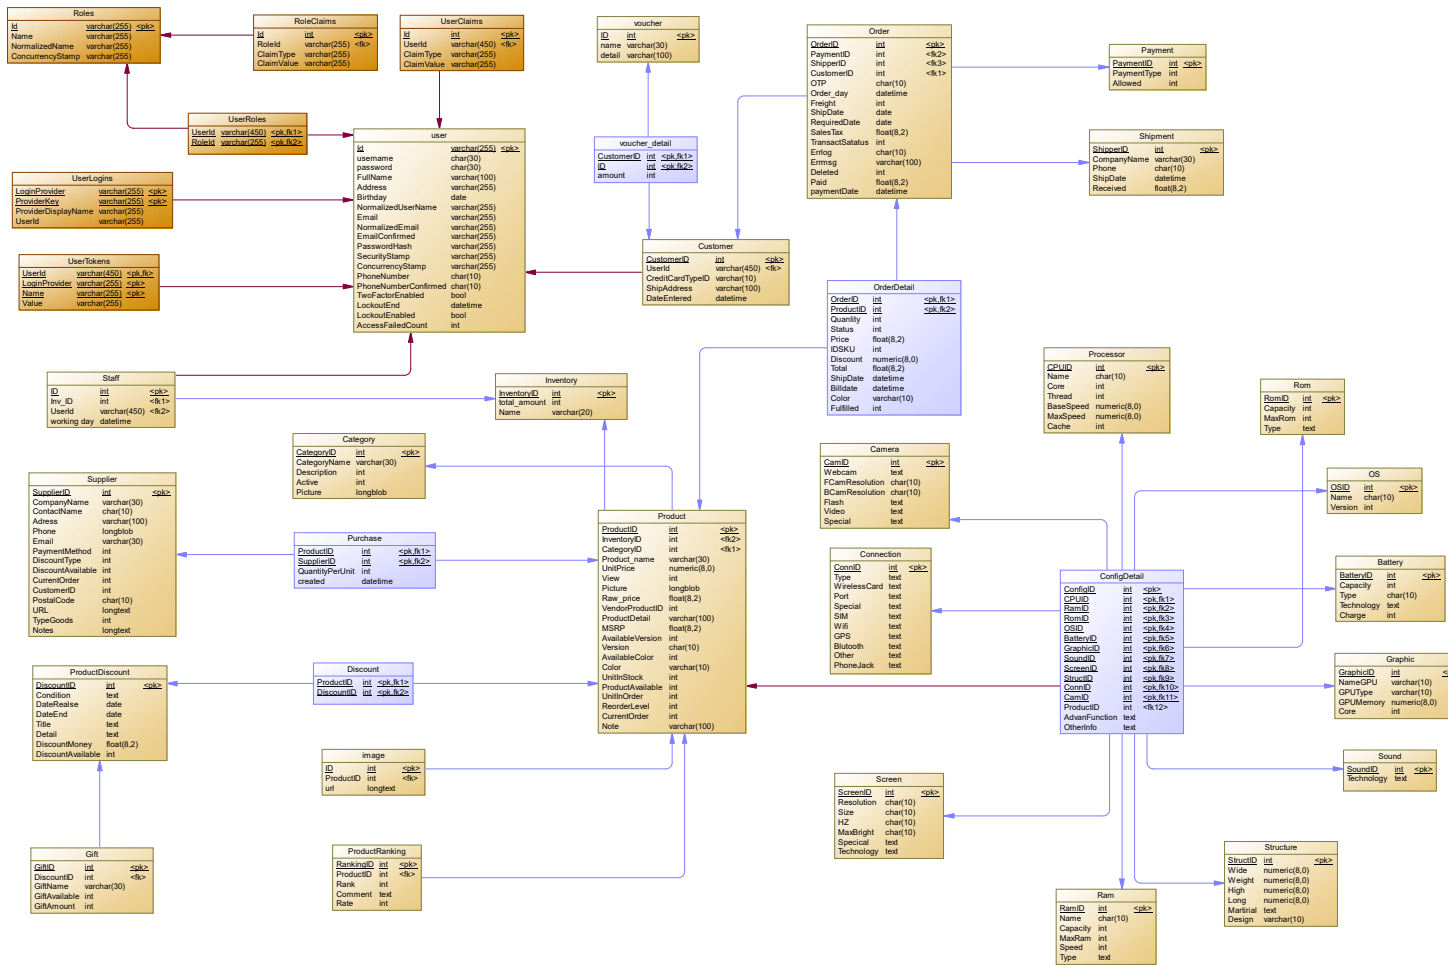 Roles
Id varchar(255) <pk>
Name varchar(255)
NormalizedName varchar(255)
ConcurrencyStamp varchar(255)
RoleClaims
Id int <pk>
RoleId varchar(255) <fk>
ClaimType varchar(255)
ClaimValue varchar(255)
UserClaims
Id int <pk>
UserId varchar(450) <fk>
ClaimType varchar(255)
ClaimValue varchar(255)
voucher
ID int <pk>
name varchar(30)
detail varchar(100)
Order
OrderID int <pk>
PaymentID int <fk2>
ShipperID int <fk3>
CustomerID int <fk1>
OTP char(10)
Order_day datetime
Freight int
ShipDate date
RequiredDate date
SalesTax float(8,2)
TransactSatatus int
Errlog char(10)
Errmsg varchar(100)
Deleted int
Paid float(8,2)
paymentDate datetime
Payment
PaymentID int <pk>
PaymentType int
Allowed int
Shipment
ShipperID int <pk>
CompanyName varchar(30)
Phone char(10)
ShipDate datetime
Received float(8,2)
UserRoles
UserId varchar(450) <pk,fk1>
RoleId varchar(255) <pk,fk2>
user
Id varchar(255) <pk>
username char(30)
password char(30)
FullName varchar(100)
Address varchar(255)
Birthday date
NormalizedUserName varchar(255)
Email varchar(255)
NormalizedEmail varchar(255)
EmailConfirmed varchar(255)
PasswordHash varchar(255)
SecurityStamp varchar(255)
ConcurrencyStamp varchar(255)
PhoneNumber char(10)
PhoneNumberConfirmed char(10)
TwoFactorEnabled bool
LockoutEnd datetime
LockoutEnabled bool
AccessFailedCount int
voucher_detail
CustomerID int <pk,fk1>
ID int <pk,fk2>
amount int
UserLogins
LoginProvider varchar(255) <pk>
ProviderKey varchar(255) <pk>
ProviderDisplayName varchar(255)
UserId varchar(255)
UserTokens
UserId varchar(450) <pk,fk>
LoginProvider varchar(255) <pk>
Name varchar(255) <pk>
Value varchar(255)
Customer
CustomerID int <pk>
UserId varchar(450) <fk>
CreditCardTypeID varchar(10)
ShipAddress varchar(100)
DateEntered datetime
OrderDetail
OrderID int <pk,fk1>
ProductID int <pk,fk2>
Quanlity int
Status int
Price float(8,2)
IDSKU int
Discount numeric(8,0)
Total float(8,2)
ShipDate datetime
Billdate datetime
Color varchar(10)
Fulfilled int
Staff
ID int <pk>
Inv_ID int <fk1>
UserId varchar(450) <fk2>
working day datetime
Inventory
InventoryID int <pk>
total_amount int
Name varchar(20)
Processor
CPUID int <pk>
Name char(10)
Core int
Thread int
BaseSpeed numeric(8,0)
MaxSpeed numeric(8,0)
Cache int
Rom
RomID int <pk>
Capacity int
MaxRom int
Type text
Category
CategoryID int <pk>
CategoryName varchar(30)
Description int
Active int
Picture longblob
Camera
CamID int <pk>
Webcam text
FCamResolution char(10)
BCamResolution char(10)
Flash text
Video text
Special text
OS
OSID int <pk>
Name char(10)
Version int
Supplier
SupplierID int <pk>
CompanyName varchar(30)
ContactName char(10)
Adress varchar(100)
Phone longblob
Email varchar(30)
PaymentMethod int
DiscountType int
DiscountAvailable int
CurrentOrder int
CustomerID int
PostalCode char(10)
URL longtext
TypeGoods int
Notes longtext
Purchase
ProductID int <pk,fk1>
SupplierID int <pk,fk2>
QuantityPerUnit int
created datetime
Product
ProductID int <pk>
InventoryID int <fk2>
CategoryID int <fk1>
Product_name varchar(30)
UnitPrice numeric(8,0)
View int
Picture longblob
Raw_price float(8,2)
VendorProductID int
ProductDetail varchar(100)
MSRP float(8,2)
AvailableVersion int
Version char(10)
AvailableColor int
Color varchar(10)
UnitInStock int
ProductAvailable int
UnitInOrder int
ReorderLevel int
CurrentOrder int
Note varchar(100)
Connection
ConnID int <pk>
Type text
WirelessCard text
Port text
Special text
SIM text
Wifi text
GPS text
Blutooth text
Other text
PhoneJack text
ConfigDetail
ConfigID int <pk>
CPUID int <pk,fk1>
RamID int <pk,fk2>
RomID int <pk,fk3>
OSID int <pk,fk4>
BatteryID int <pk,fk5>
GraphicID int <pk,fk6>
SoundID int <pk,fk7>
ScreenID int <pk,fk8>
StructID int <pk,fk9>
ConnID int <pk,fk10>
CamID int <pk,fk11>
ProductID int <fk12>
AdvanFunction text
OtherInfo text
Battery
BatteryID int <pk>
Capacity int
Type char(10)
Technology text
Charge int
Graphic
GraphicID int
NameGPU varchar(10)
GPUType varchar(10)
GPUMemory numeric(8,0)
Core int
ProductDiscount
DiscountID int <pk>
Condition text
DateRealse date
DateEnd date
Title text
Detail text
DiscountMoney float(8,2)
DiscountAvailable int
Discount
ProductID int <pk,fk1>
DiscountID int <pk,fk2>
image
ID int <pk>
ProductID int <fk>
url longtext
Sound
SoundID int <pk>
Technology text
Screen
ScreenID int <pk>
Resolution char(10)
Size char(10)
HZ char(10)
MaxBright char(10)
Specical text
Technology text
Gift
GiftID int <pk>
DiscountID int <fk>
GiftName varchar(30)
GiftAvailable int
GiftAmount int
ProductRanking
RankingID int <pk>
ProductID int <fk>
Rank int
Comment text
Rate int
Structure
StructID int <pk>
Wide numeric(8,0)
Weight numeric(8,0)
High numeric(8,0)
Long numeric(8,0)
Martirial text
Design varchar(10)
Ram
RamID int <pk>
Name char(10)
Capacity int
MaxRam int
Speed int
Type text